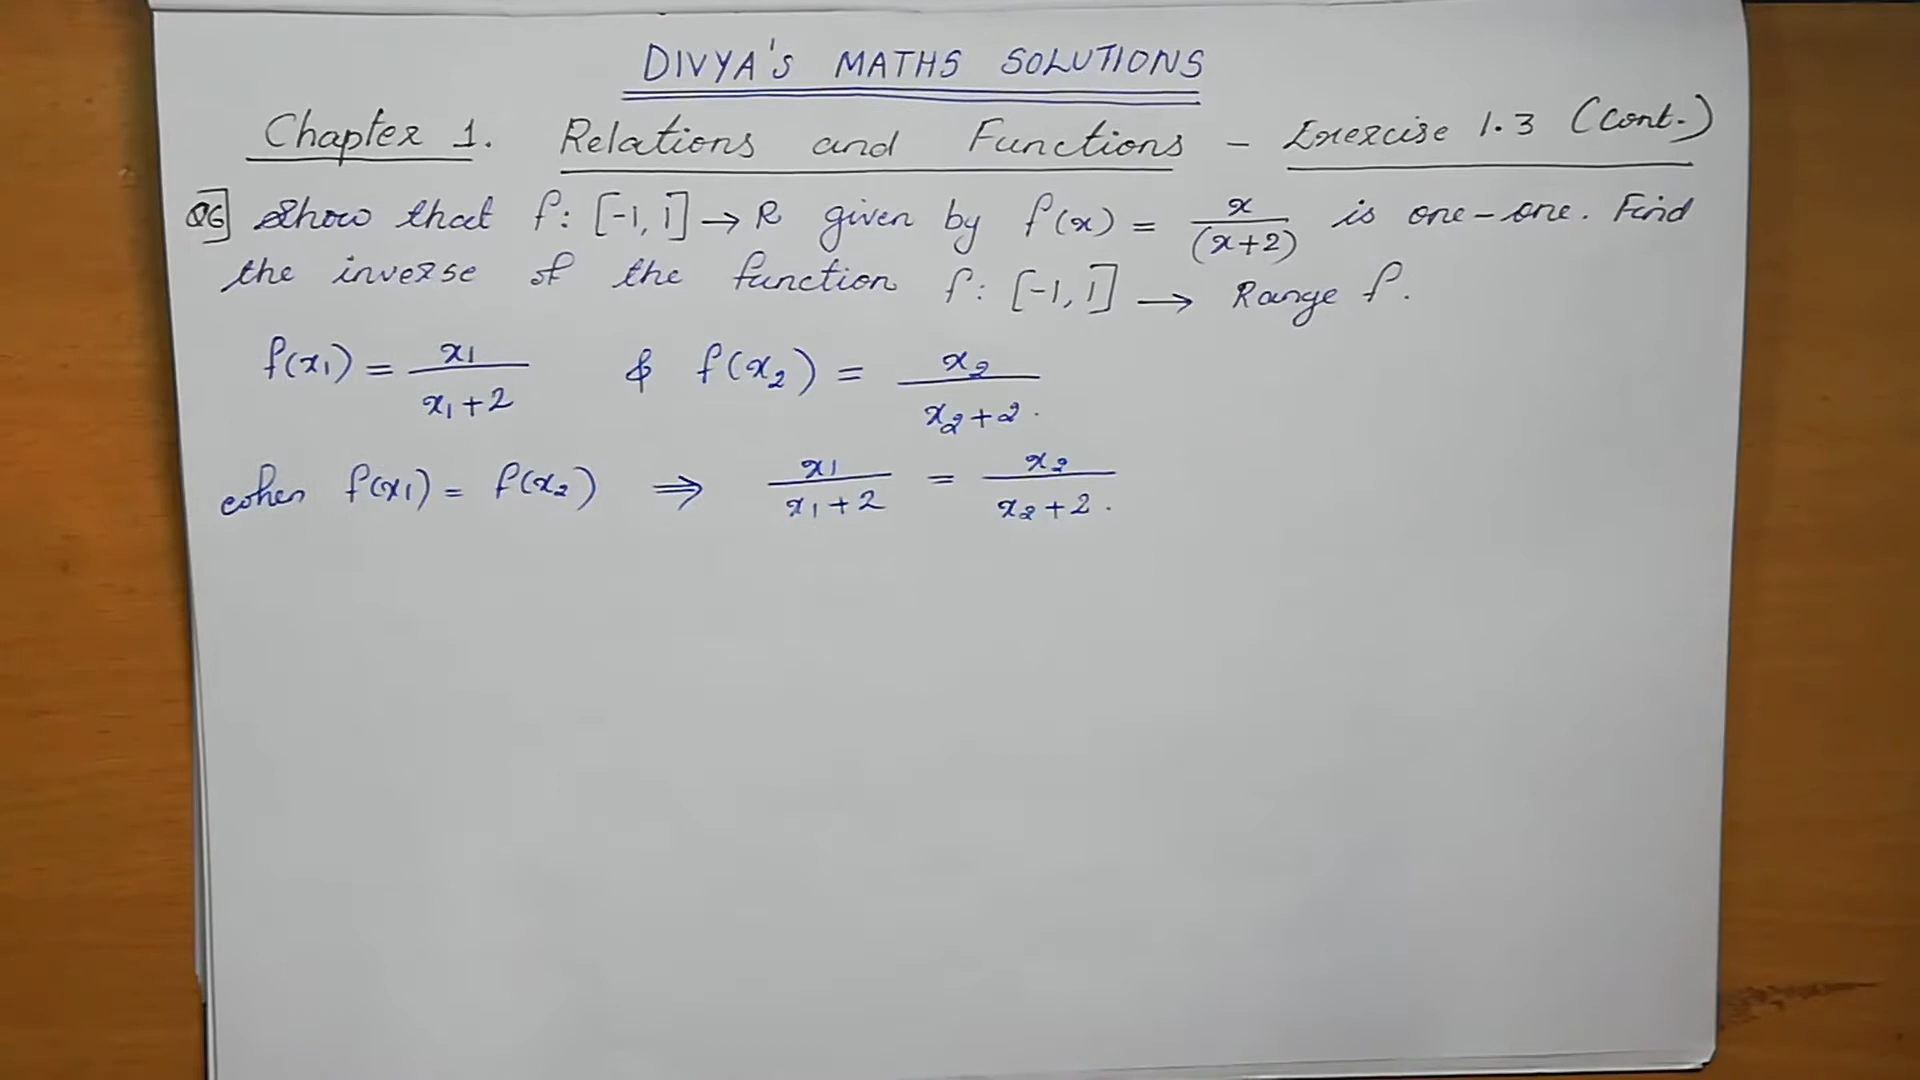 DIVYA'S MATHS SOLUTIONS
Chapter 1. Relations and Functions - Exercise 1.3 (Cont.)
Q6] Show that f: [-1, 1] → R given by f(x) = x/(x+2) is one-one. Find
the inverse of the function f: [-1, 1] → Range f.
f(x₁) = x₁/x₁+2 & f(x₂) = x₂/x₂+2.
when f(x₁) = f(x₂) ⇒ x₁/x₁+2 = x₂/x₂+2.